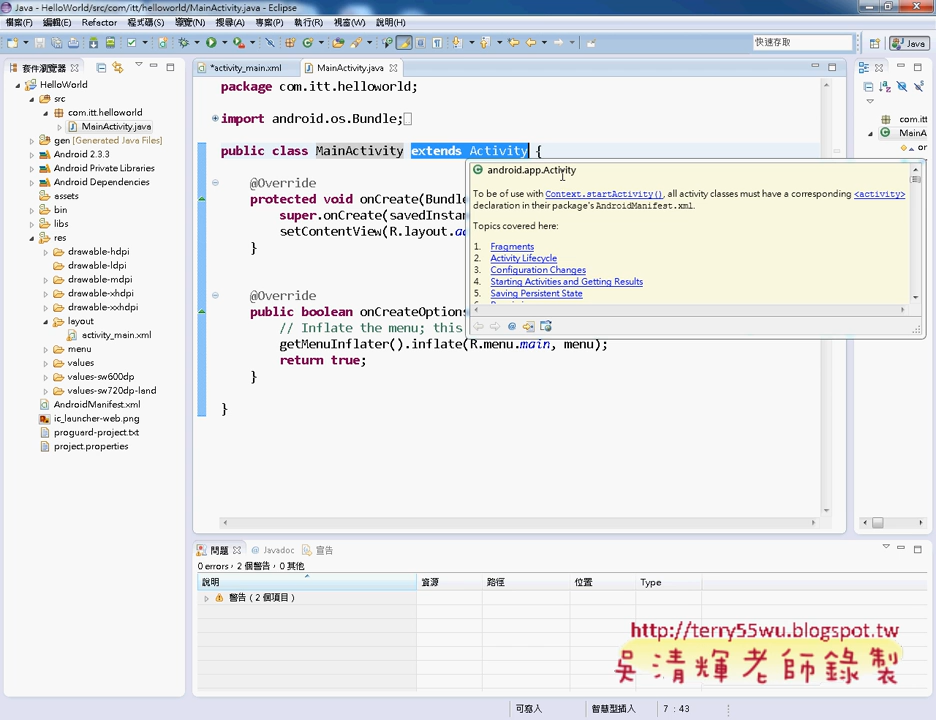 Java - HelloWorld/src/com/itt/helloworld/MainActivity.java - Eclipse
檔案(F) 編輯(E) Refactor 程式碼(S) 導覽(N) 搜尋(A) 專案(P) 執行(R) 視窗(W) 說明(H)
快速存取
Java
套件瀏覽器
*activity_main.xml
MainActivity.java
HelloWorld
src
com.itt.helloworld
MainActivity.java
gen [Generated Java Files]
Android 2.3.3
Android Private Libraries
Android Dependencies
assets
bin
libs
res
drawable-hdpi
drawable-ldpi
drawable-mdpi
drawable-xhdpi
drawable-xxhdpi
layout
activity_main.xml
menu
values
values-sw600dp
values-sw720dp-land
AndroidManifest.xml
ic_launcher-web.png
proguard-project.txt
project.properties
package com.itt.helloworld;
import android.os.Bundle;
public class MainActivity extends Activity {
@Override
protected void onCreate(Bundle
super.onCreate(savedInstan
setContentView(R.layout.ac
}
@Override
public boolean onCreateOptions
// Inflate the menu; this
getMenuInflater().inflate(R.menu.main, menu);
return true;
}
}
android.app.Activity
To be of use with Context.startActivity(), all activity classes must have a corresponding <activity>
declaration in their package's AndroidManifest.xml.
Topics covered here:
1. Fragments
2. Activity Lifecycle
3. Configuration Changes
4. Starting Activities and Getting Results
5. Saving Persistent State
com.itt
MainA
or
問題
@ Javadoc
宣告
0 errors，2 個警告，0 其他
說明 資源 路徑 位置 Type
警告（2 個項目）
http://terry55wu.blogspot.tw
吳清輝老師錄製
可寫入
智慧型插入
7 : 43